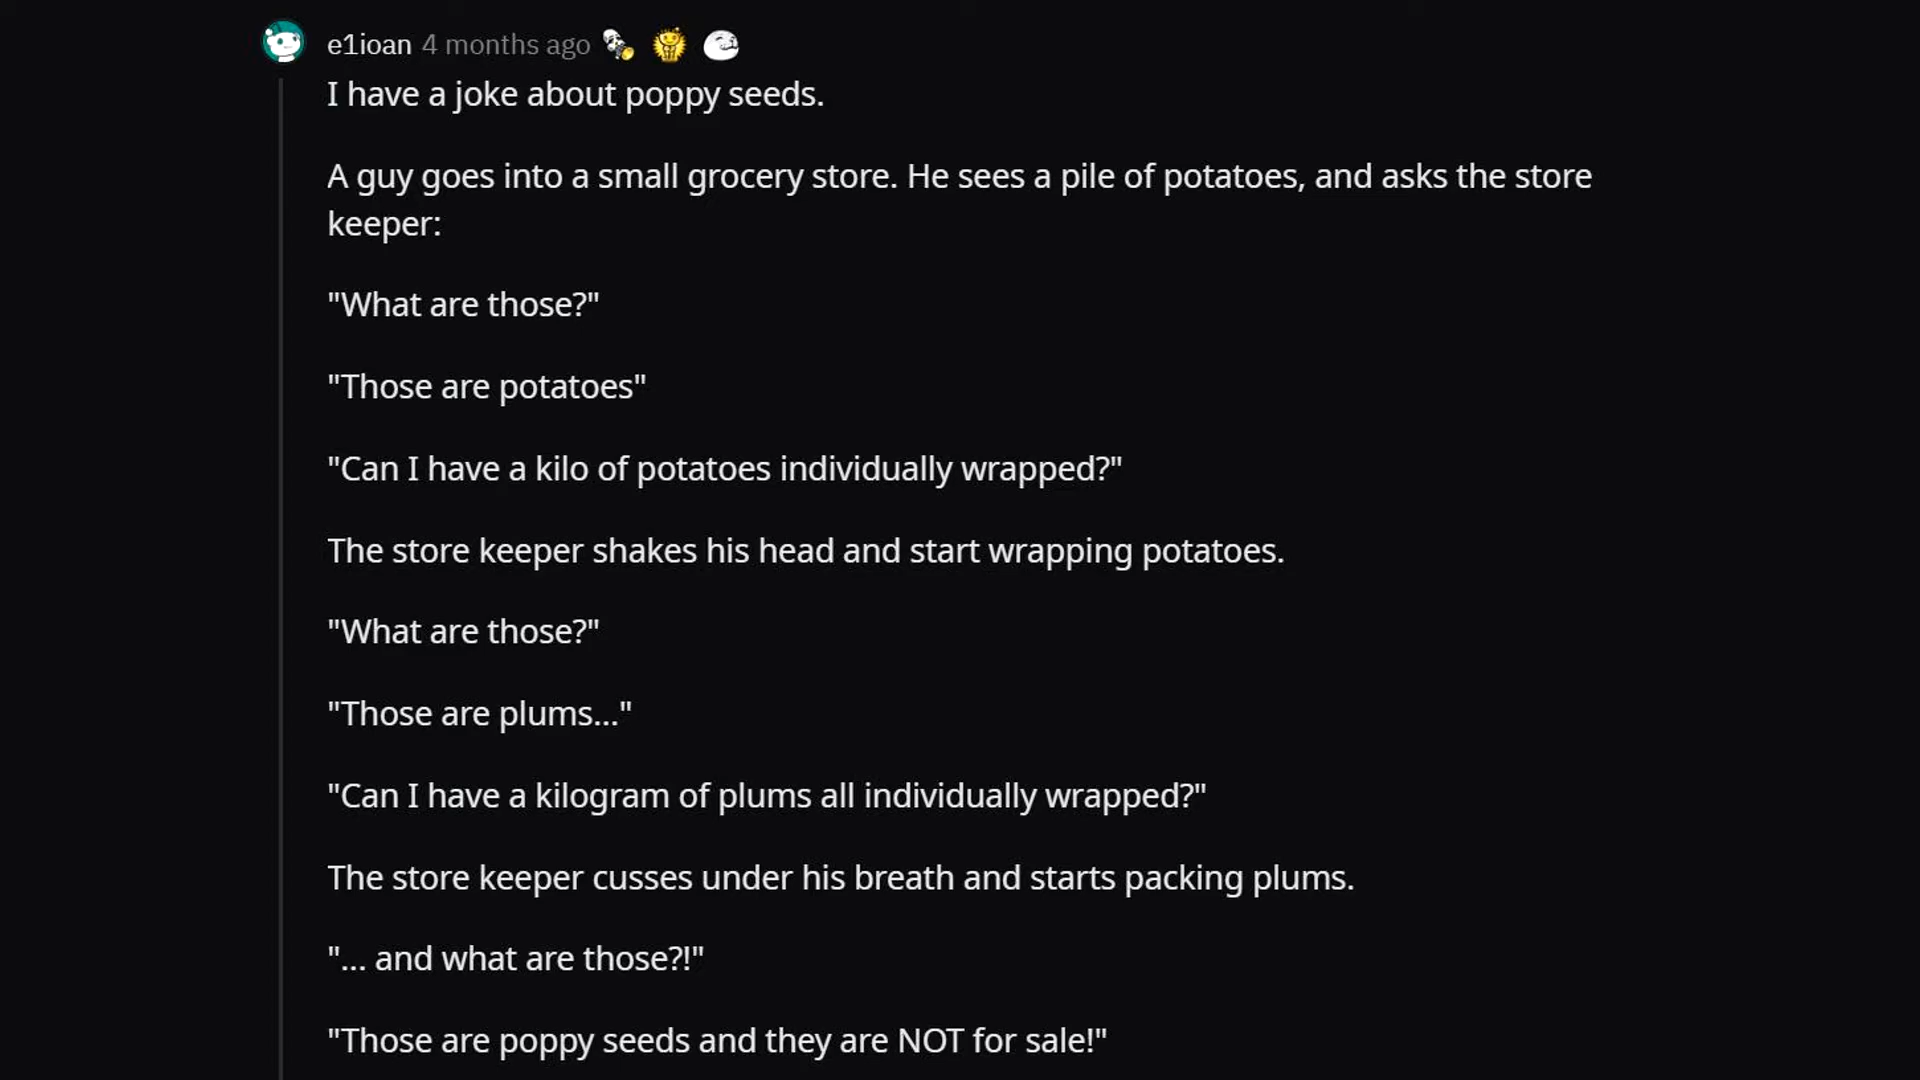 e1ioan 4 months ago
I have a joke about poppy seeds.
A guy goes into a small grocery store. He sees a pile of potatoes, and asks the store
keeper:
"What are those?"
"Those are potatoes"
"Can I have a kilo of potatoes individually wrapped?"
The store keeper shakes his head and start wrapping potatoes.
"What are those?"
"Those are plums..."
"Can I have a kilogram of plums all individually wrapped?"
The store keeper cusses under his breath and starts packing plums.
"... and what are those?!"
"Those are poppy seeds and they are NOT for sale!"